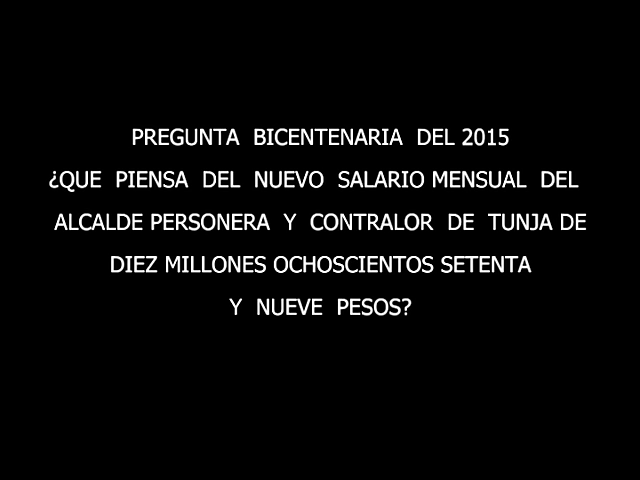 PREGUNTA BICENTENARIA DEL 2015
¿QUE PIENSA DEL NUEVO SALARIO MENSUAL DEL
ALCALDE PERSONERA Y CONTRALOR DE TUNJA DE
DIEZ MILLONES OCHOSCIENTOS SETENTA
Y NUEVE PESOS?